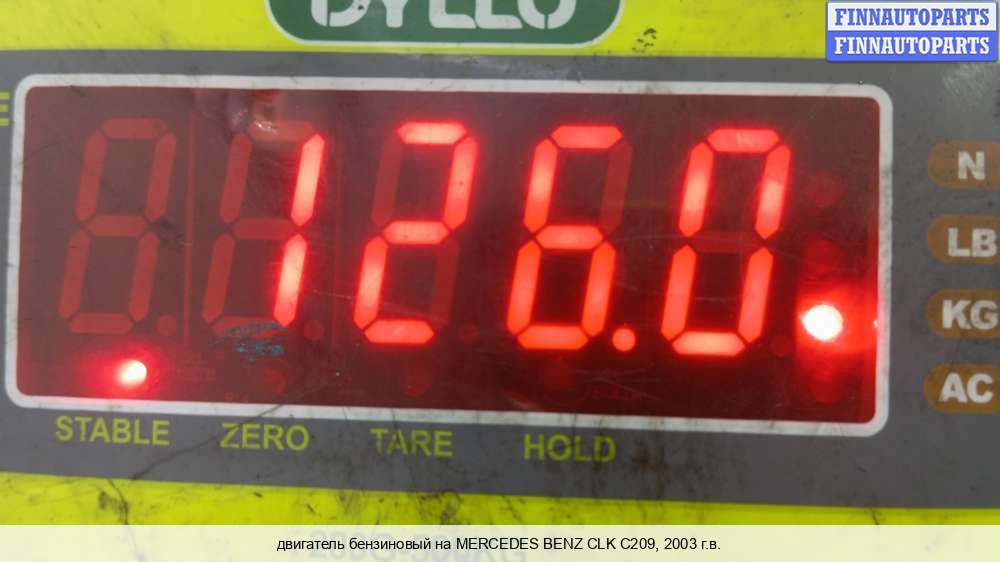 DYLLO
FINNAUTOPARTS
FINNAUTOPARTS
E
126.0
N
LB
KG
AC
STABLE ZERO TARE HOLD
двигатель бензиновый на MERCEDES BENZ CLK C209, 2003 г.в.